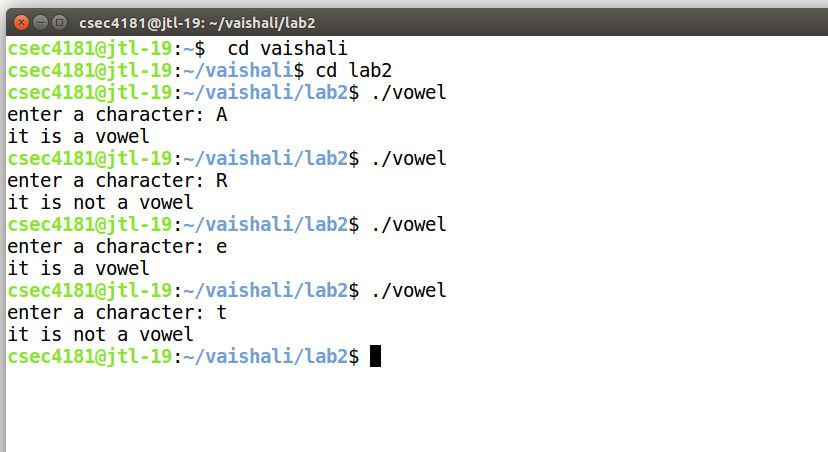 csec4181@jtl-19: ~/vaishali/lab2
csec4181@jtl-19:~$  cd vaishali
csec4181@jtl-19:~/vaishali$ cd lab2
csec4181@jtl-19:~/vaishali/lab2$ ./vowel
enter a character: A
it is a vowel
csec4181@jtl-19:~/vaishali/lab2$ ./vowel
enter a character: R
it is not a vowel
csec4181@jtl-19:~/vaishali/lab2$ ./vowel
enter a character: e
it is a vowel
csec4181@jtl-19:~/vaishali/lab2$ ./vowel
enter a character: t
it is not a vowel
csec4181@jtl-19:~/vaishali/lab2$